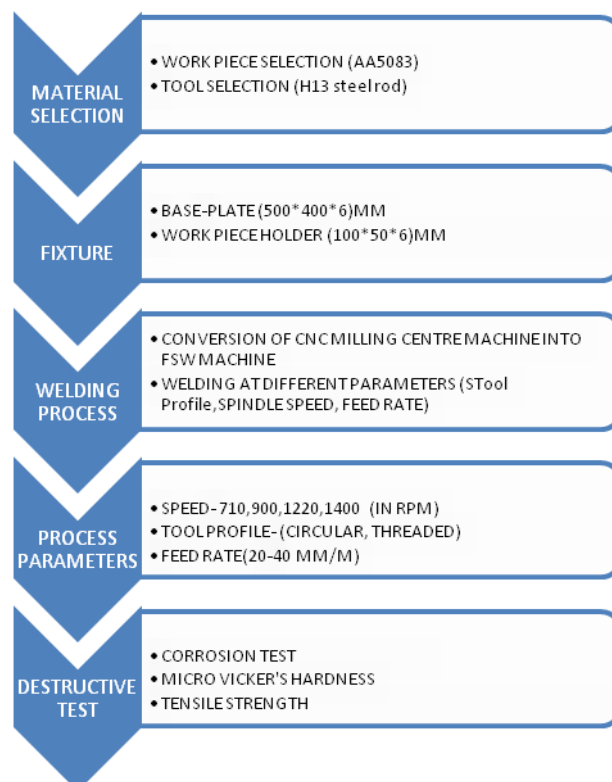 MATERIAL
SELECTION
• WORK PIECE SELECTION (AA5083)
• TOOL SELECTION (H13 steel rod)
FIXTURE
• BASE-PLATE (500*400*6)MM
• WORK PIECE HOLDER (100*50*6)MM
WELDING
PROCESS
• CONVERSION OF CNC MILLING CENTRE MACHINE INTO
FSW MACHINE
• WELDING AT DIFFERENT PARAMETERS (STool
Profile,SPINDLE SPEED, FEED RATE)
PROCESS
PARAMETERS
• SPEED-710,900,1220,1400 (IN RPM)
• TOOL PROFILE-(CIRCULAR, THREADED)
• FEED RATE(20-40 MM/M)
DESTRUCTIVE
TEST
• CORROSION TEST
• MICRO VICKER'S HARDNESS
• TENSILE STRENGTH